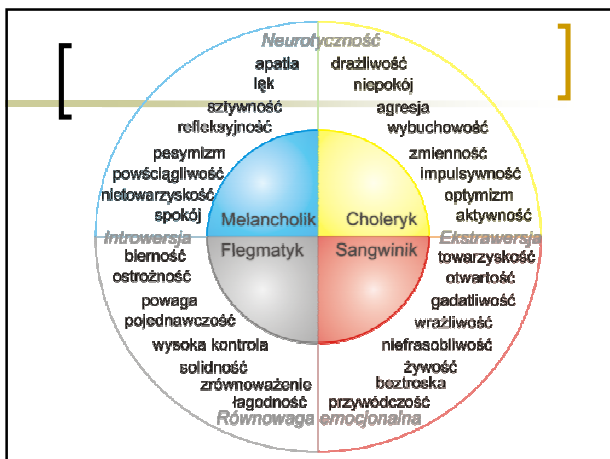 Neurotyczność
apatia drażliwość
lęk niepokój
sztywność agresja
refleksyjność wybuchowość
pesymizm zmienność
powściągliwość impulsywność
nietowarzyskość optymizm
spokój aktywność
Melancholik Choleryk
Introwersja Ekstrawersja
Flegmatyk Sangwinik
bierność towarzyskość
ostrożność otwartość
powaga gadatliwość
pojednawczość wrażliwość
wysoka kontrola niefrasobliwość
solidność żywość
zrównoważenie beztroska
łagodność przywódczość
Równowaga emocjonalna